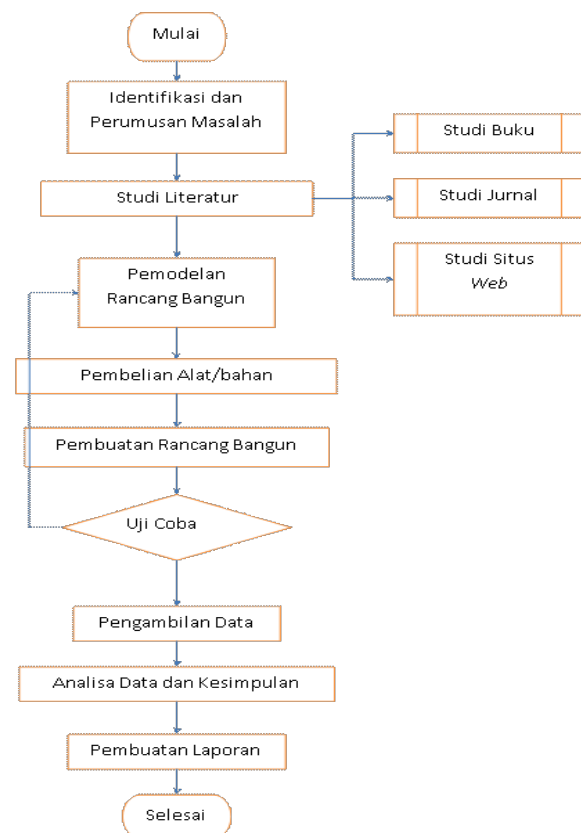 Mulai
Identifikasi dan
Perumusan Masalah
Studi Literatur
Studi Buku
Studi Jurnal
Studi Situs
Web
Pemodelan
Rancang Bangun
Pembelian Alat/bahan
Pembuatan Rancang Bangun
Uji Coba
Pengambilan Data
Analisa Data dan Kesimpulan
Pembuatan Laporan
Selesai